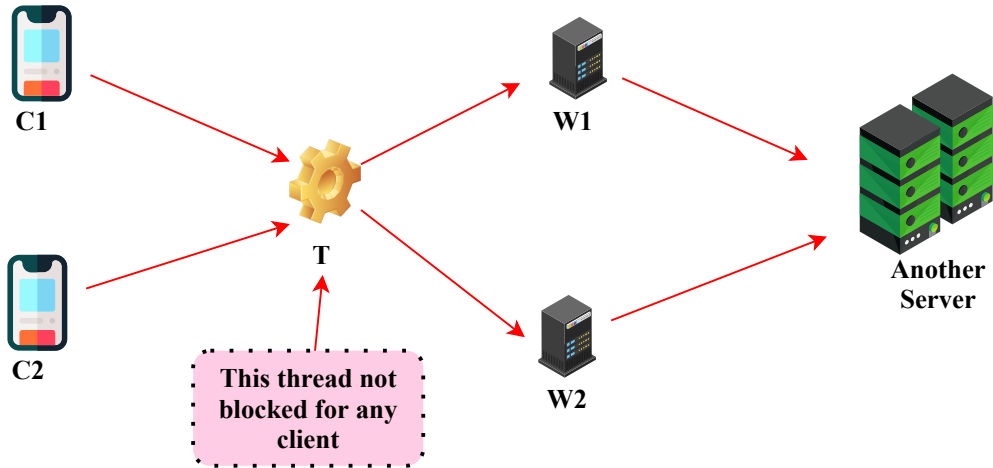 C1
W1
T
Another
Server
C2
This thread not
blocked for any
client
W2